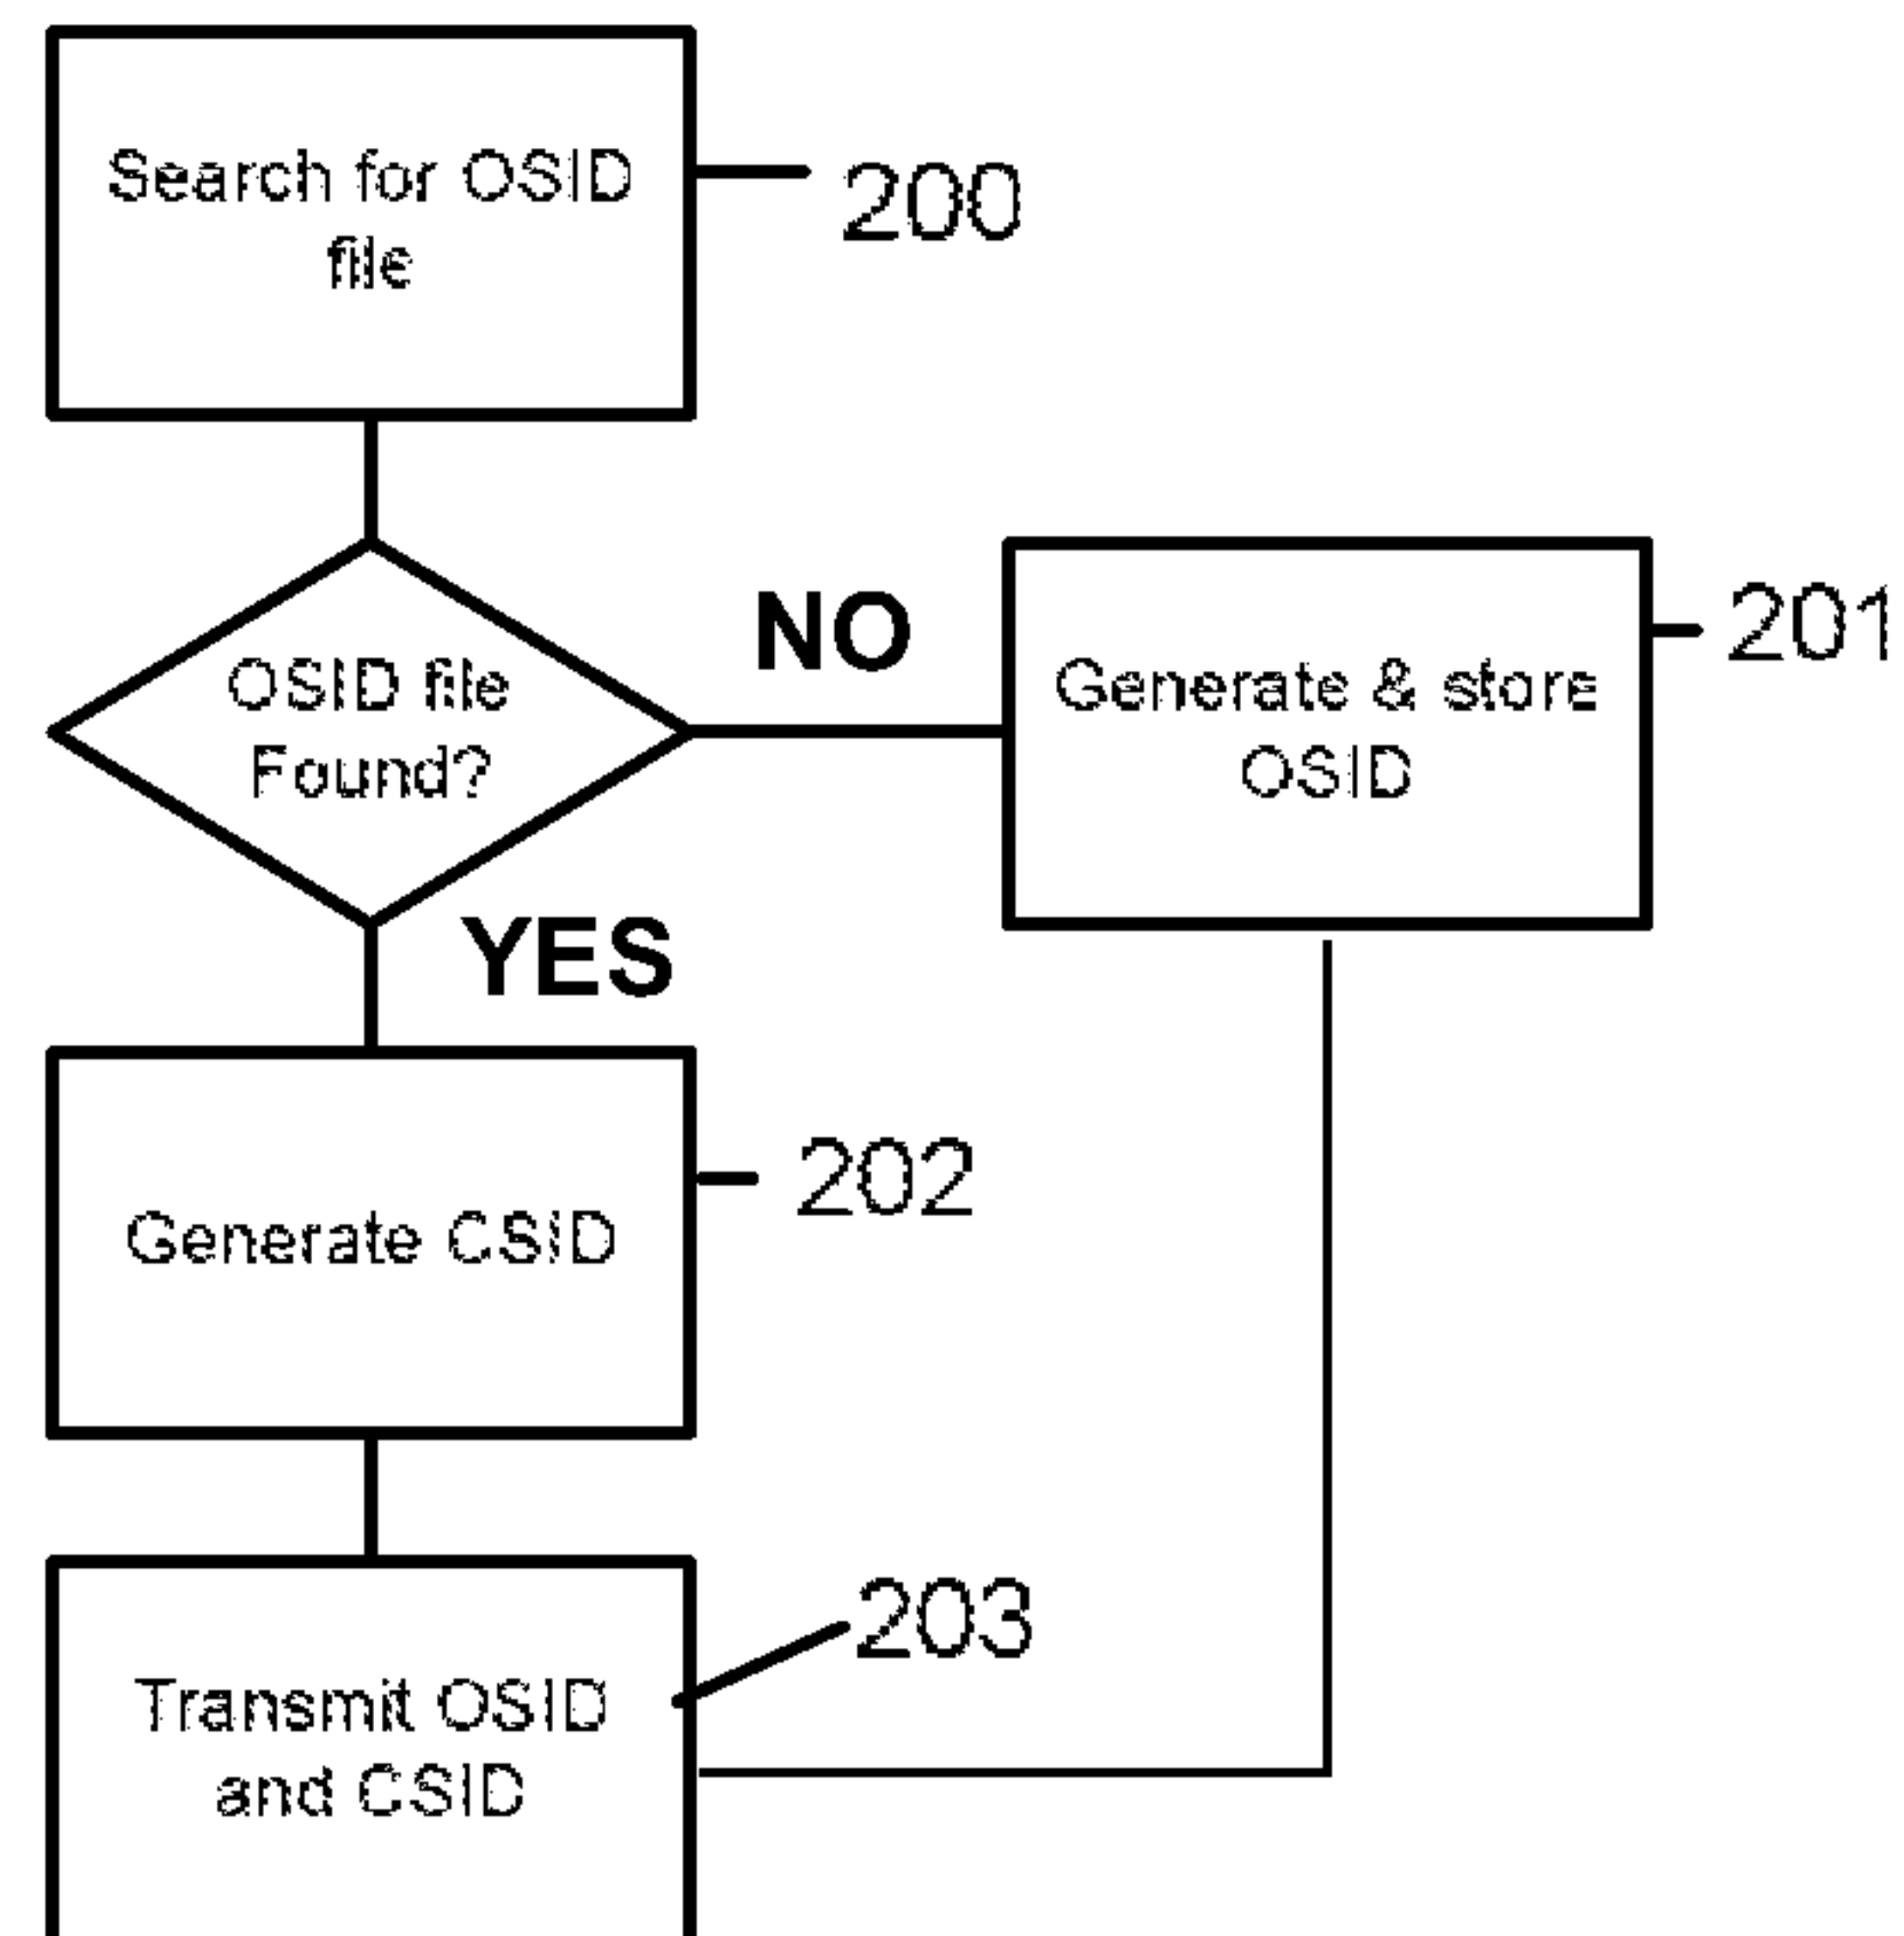 Search for OSID
file
200
OSID file
Found?
NO
Generate & store
OSID
201
YES
Generate CSID
202
203
Transmit OSID
and CSID